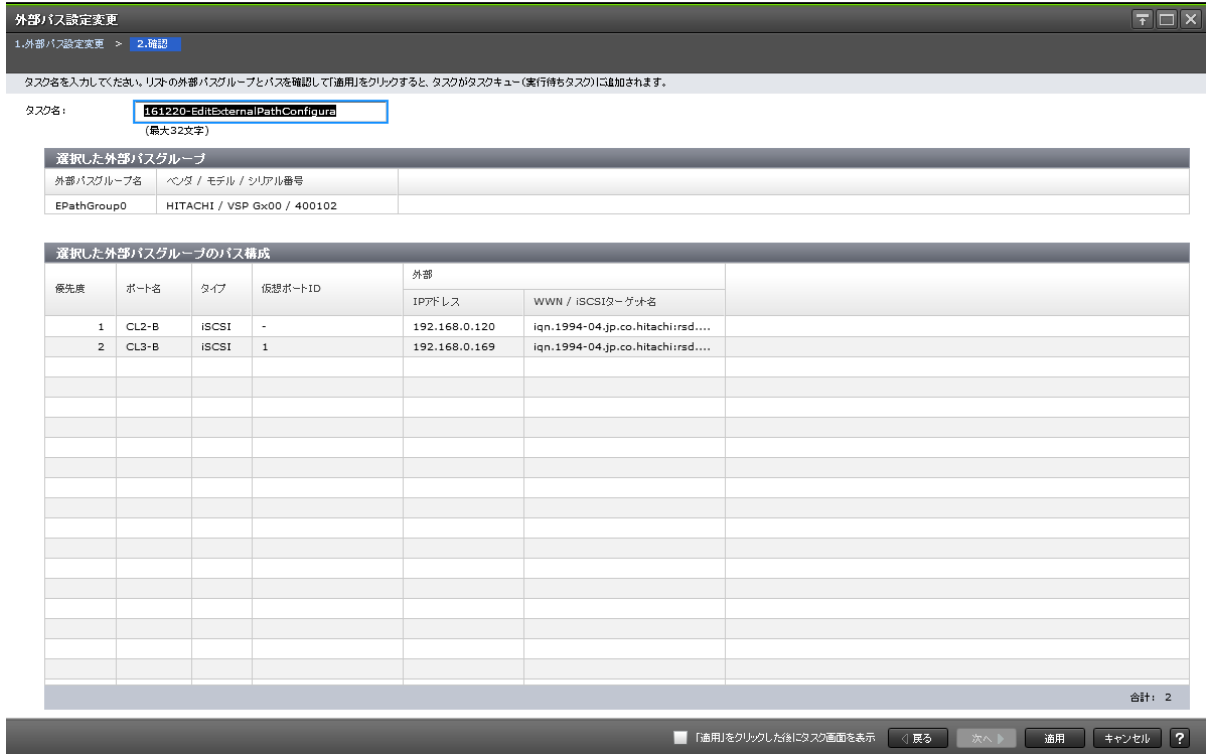 外部パス設定変更
1.外部パス設定変更 > 2.確認
タスク名を入力してください。リストの外部パスグループとパスを確認して「適用」をクリックすると、タスクがタスクキュー(実行待ちタスク)に追加されます。
タスク名: 161220-EditExternalPathConfigura
(最大32文字)
選択した外部パスグループ
外部パスグループ名 ベンダ / モデル / シリアル番号
EPathGroup0 HITACHI / VSP Gx00 / 400102
選択した外部パスグループのパス構成
優先度 ポート名 タイプ 仮想ポートID 外部
IPアドレス WWN / iSCSIターゲット名
1 CL2-B iSCSI - 192.168.0.120 iqn.1994-04.jp.co.hitachi:rsd....
2 CL3-B iSCSI 1 192.168.0.169 iqn.1994-04.jp.co.hitachi:rsd....
合計: 2
「適用」をクリックした後にタスク画面を表示 戻る 次へ 適用 キャンセル ?